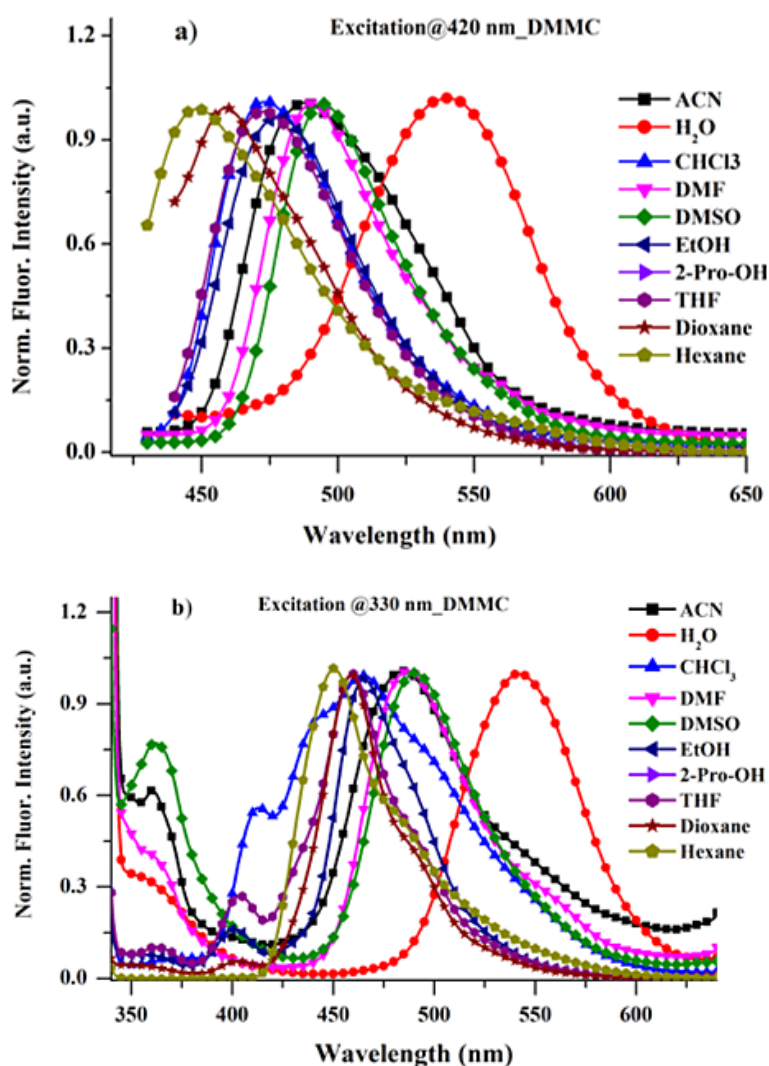 a)
Excitation@420 nm_DMMC
1.2
0.9
0.6
0.3
0.0
Norm. Fluor. Intensity (a.u.)
ACN
H₂O
CHCl3
DMF
DMSO
EtOH
2-Pro-OH
THF
Dioxane
Hexane
450 500 550 600 650
Wavelength (nm)
b)
Excitation @330 nm_DMMC
1.2
0.9
0.6
0.3
0.0
Norm. Fluor. Intensity (a.u.)
ACN
H₂O
CHCl₃
DMF
DMSO
EtOH
2-Pro-OH
THF
Dioxane
Hexane
350 400 450 500 550 600
Wavelength (nm)